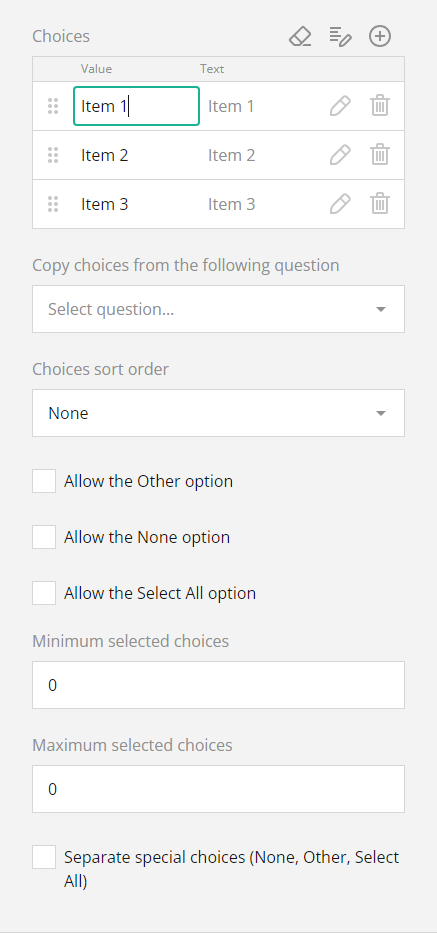 Choices
Value Text
Item 1 Item 1
Item 2 Item 2
Item 3 Item 3
Copy choices from the following question
Select question...
Choices sort order
None
Allow the Other option
Allow the None option
Allow the Select All option
Minimum selected choices
0
Maximum selected choices
0
Separate special choices (None, Other, Select
All)